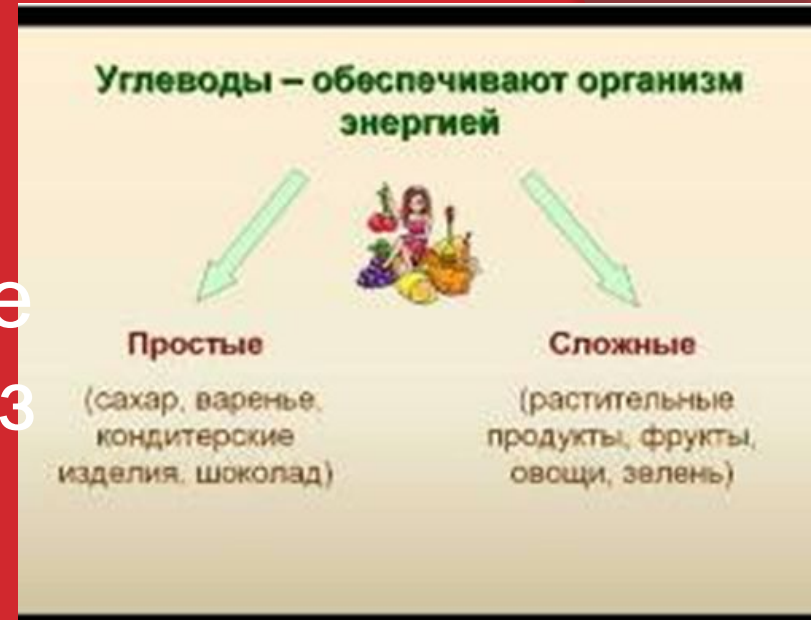 Углеводы – обеспечивают организм
энергией
Простые
(сахар, варенье,
кондитерские
изделия, шоколад)
Сложные
(растительные
продукты, фрукты,
овощи, зелень)
е
з